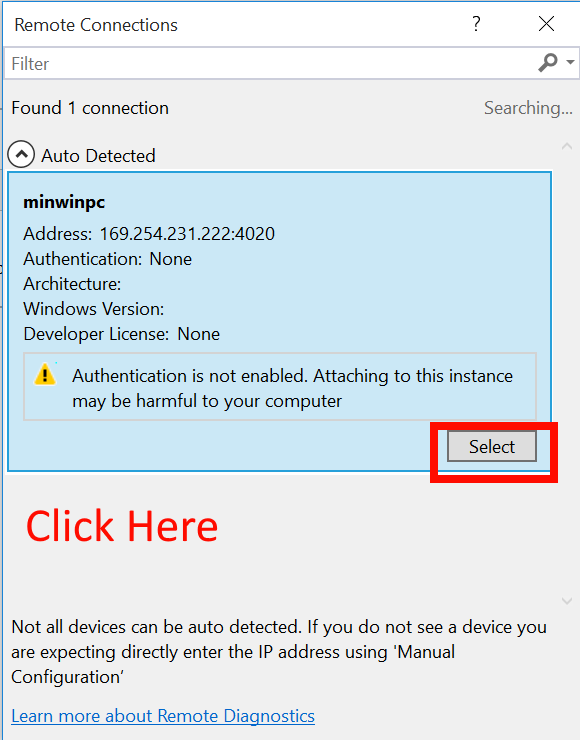 Remote Connections ?
Filter
Found 1 connection Searching...
Auto Detected
minwinpc
Address: 169.254.231.222:4020
Authentication: None
Architecture:
Windows Version:
Developer License: None
Authentication is not enabled. Attaching to this instance
may be harmful to your computer
Select
Click Here
Not all devices can be auto detected. If you do not see a device you
are expecting directly enter the IP address using 'Manual
Configuration’
Learn more about Remote Diagnostics